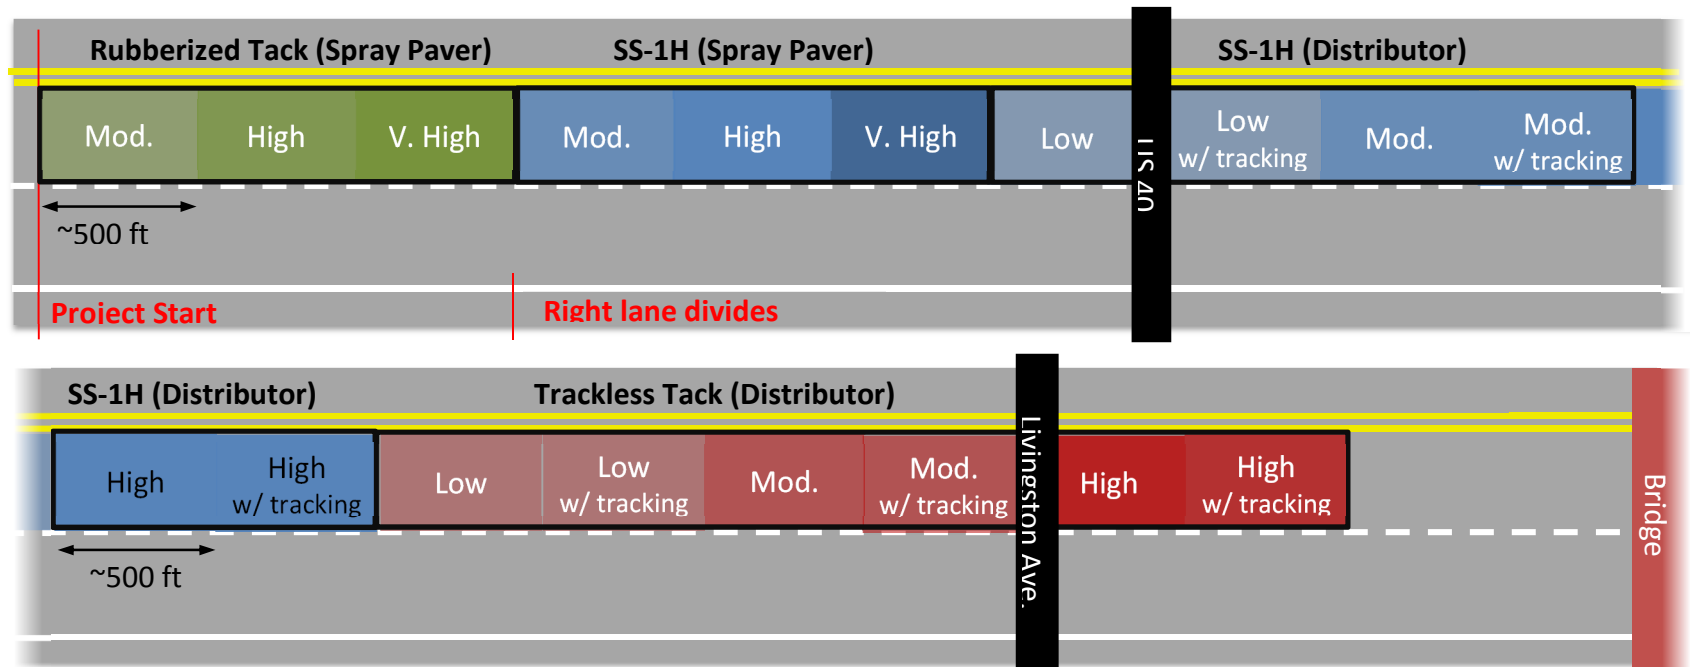 Rubberized Tack (Spray Paver)
SS-1H (Spray Paver)
SS-1H (Distributor)
Mod.
High
V. High
Mod.
High
V. High
Low
US 40
Low
w/ tracking
Mod.
Mod.
w/ tracking
~500 ft
Project Start
Right lane divides
SS-1H (Distributor)
Trackless Tack (Distributor)
High
High
w/ tracking
Low
Low
w/ tracking
Mod.
Mod.
w/ tracking
Livingston Ave.
High
High
w/ tracking
Bridge
~500 ft